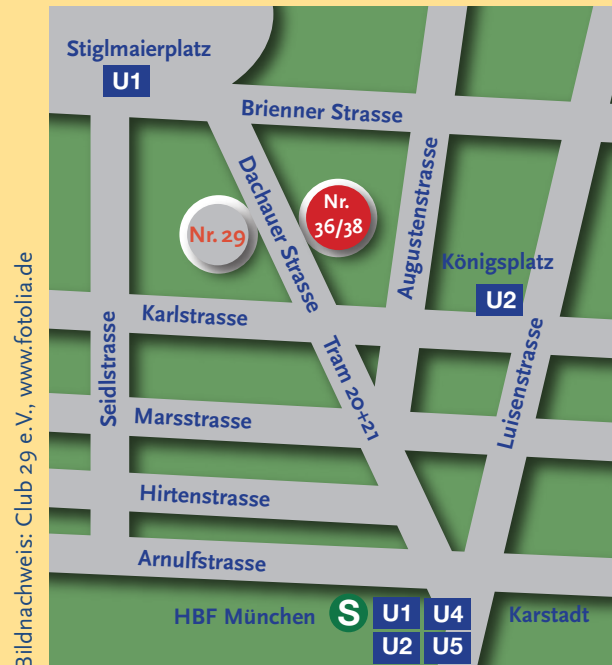 Stiglmaierplatz
U1
Brienner Strasse
Dachauer Strasse
Augustenstrasse
Nr. 29
Nr.
36/38
Königsplatz
U2
Karlstrasse
Seidlstrasse
Tram 20+21
Luisenstrasse
Marsstrasse
Hirtenstrasse
Arnulfstrasse
HBF München
S
U1
U4
U2
U5
Karstadt
Bildnachweis: Club 29 e.V., www.fotolia.de